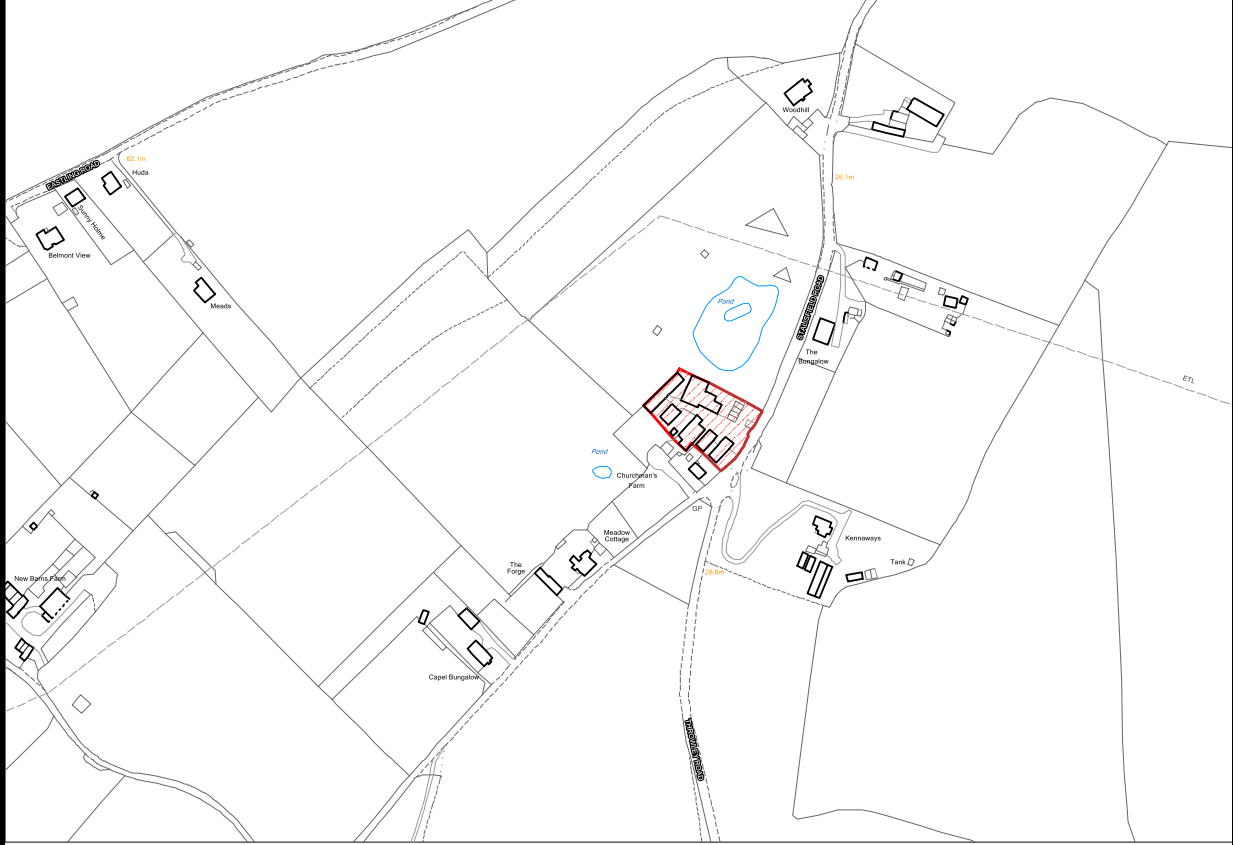 Woodhill
62.1m
EASTLING ROAD
Huda
26.1m
Sunny Holme
Belmont View
Meads
Pond
STALISFIELD ROAD
The
Bungalow
ETL
Pond
Churchman's
Farm
GP
Meadow
Cottage
Kennaways
The
Forge
Tank
28.8m
New Barns Farm
Capel Bungalow
THROWLEY ROAD